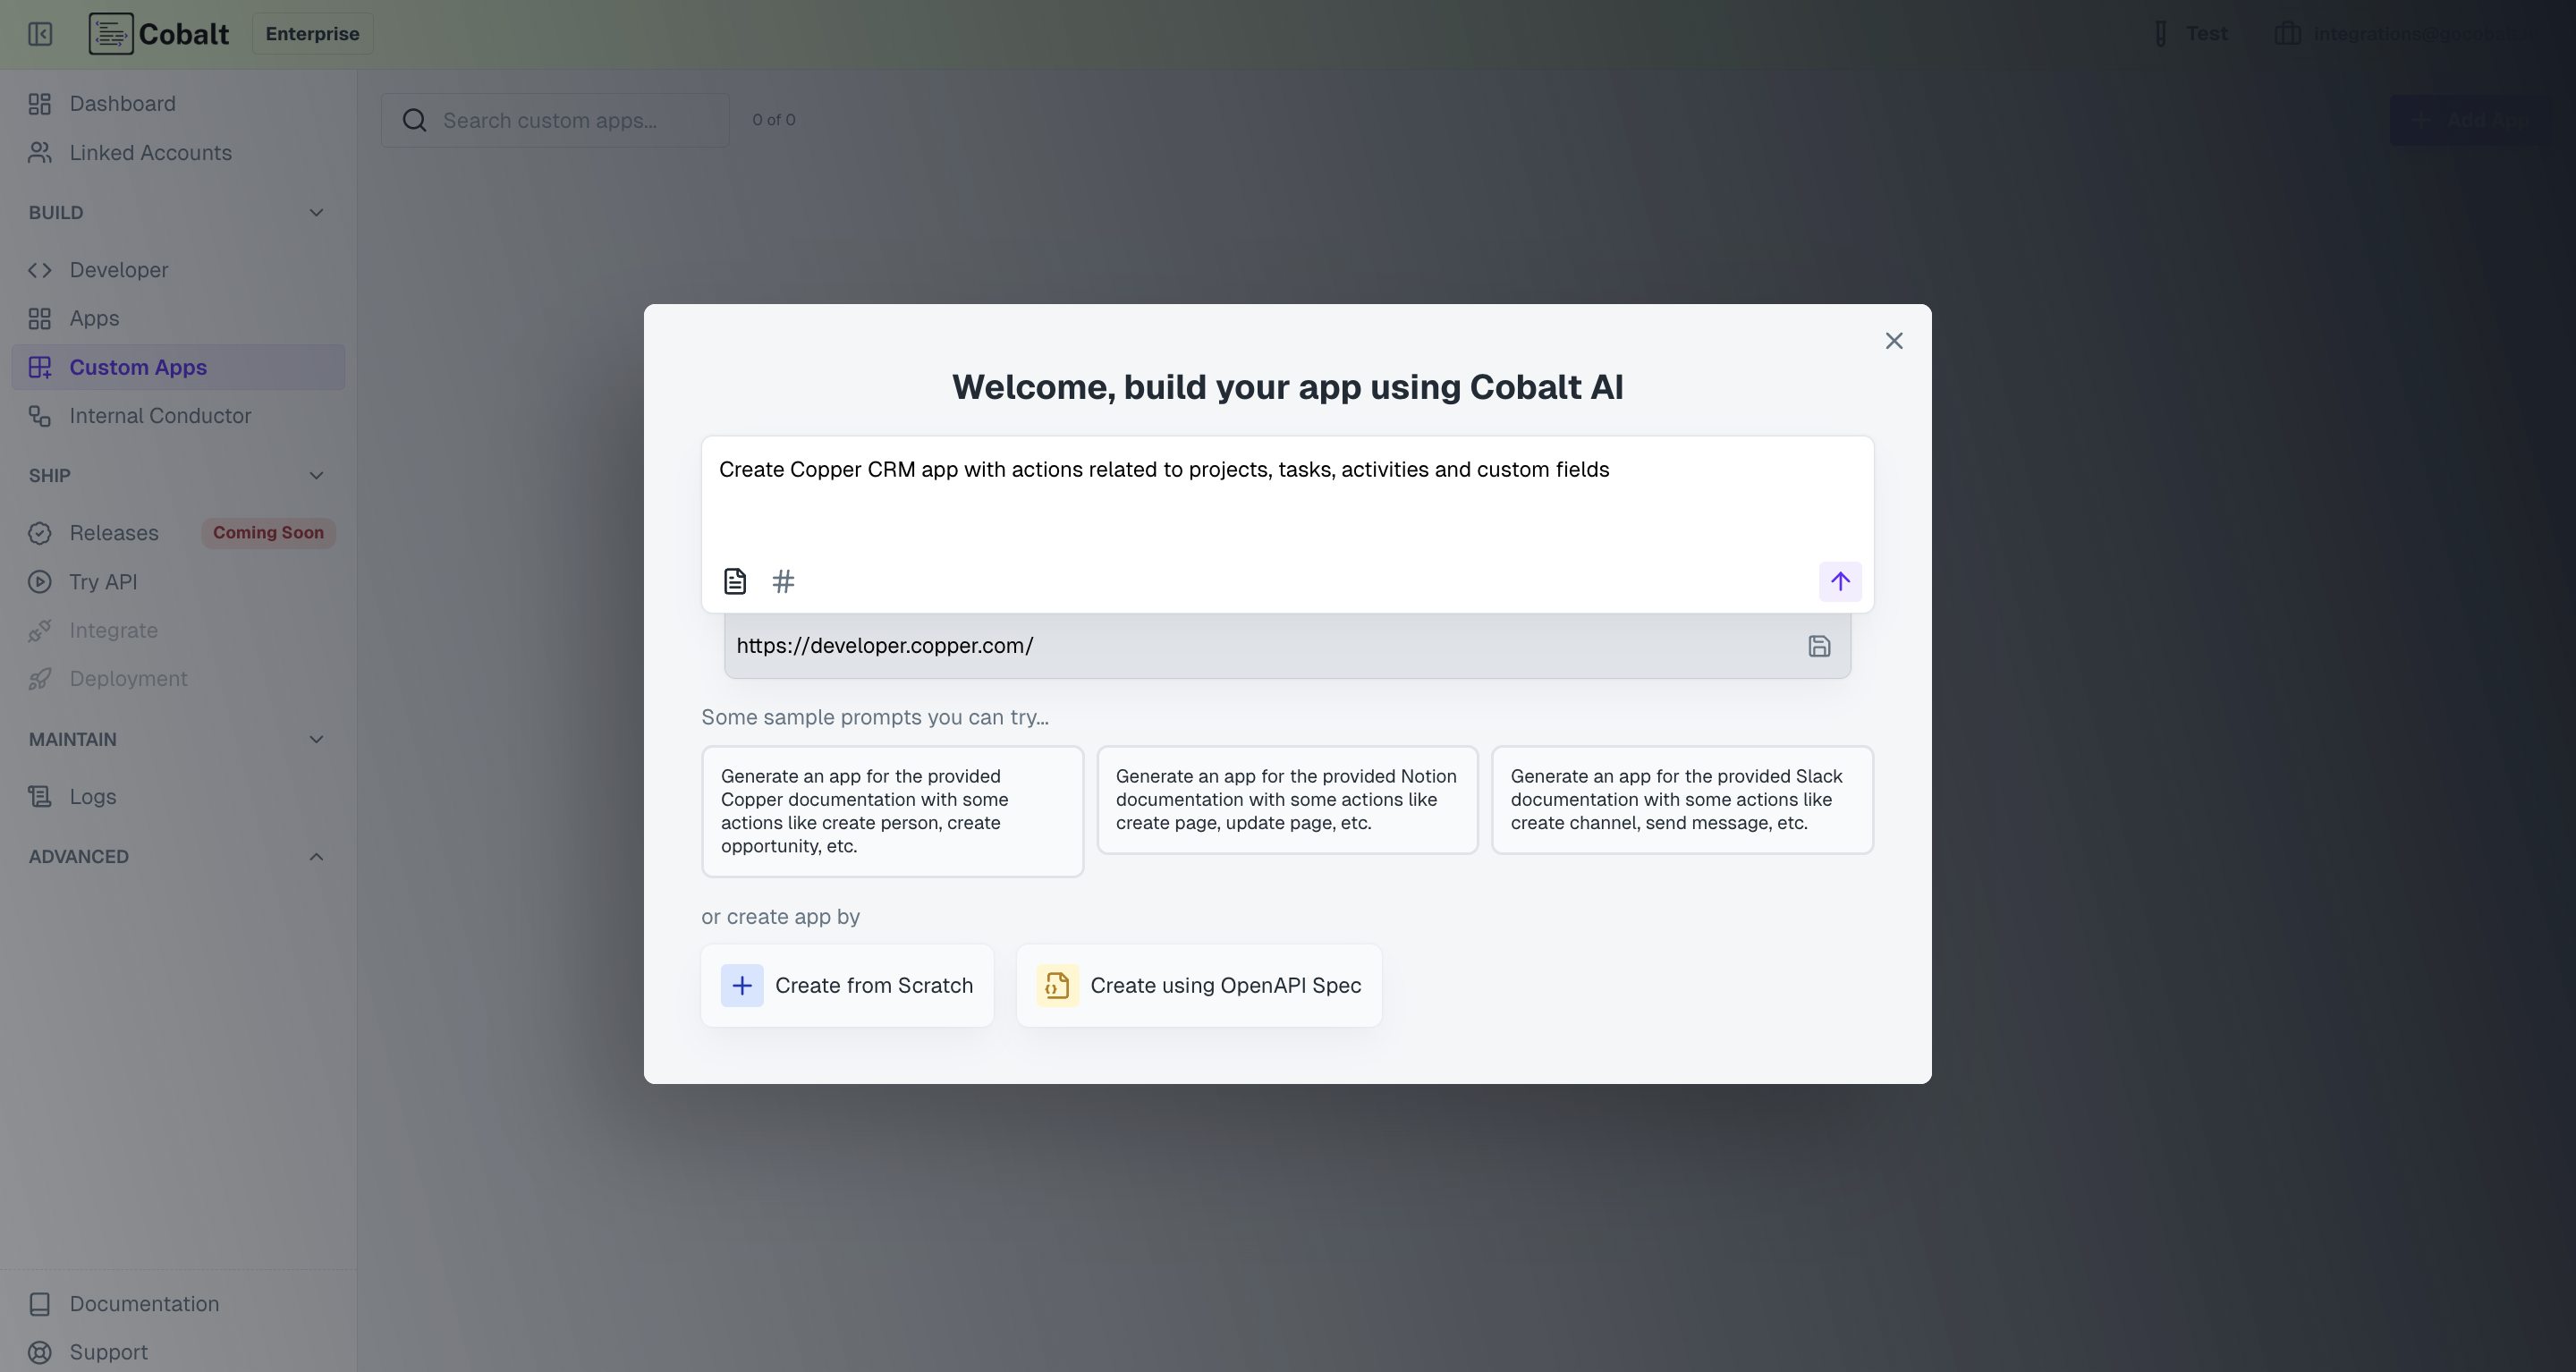 Cobalt
Enterprise
Test
Dashboard
Linked Accounts
BUILD
Developer
Apps
Custom Apps
Internal Conductor
SHIP
Releases
Coming Soon
Try API
Integrate
Deployment
MAINTAIN
Logs
ADVANCED
Documentation
Support
Search custom apps...
0 of 0
Add App
Welcome, build your app using Cobalt AI
Create Copper CRM app with actions related to projects, tasks, activities and custom fields
https://developer.copper.com/
Some sample prompts you can try...
Generate an app for the provided
Copper documentation with some
actions like create person, create
opportunity, etc.
Generate an app for the provided Notion
documentation with some actions like
create page, update page, etc.
Generate an app for the provided Slack
documentation with some actions like
create channel, send message, etc.
or create app by
Create from Scratch
Create using OpenAPI Spec